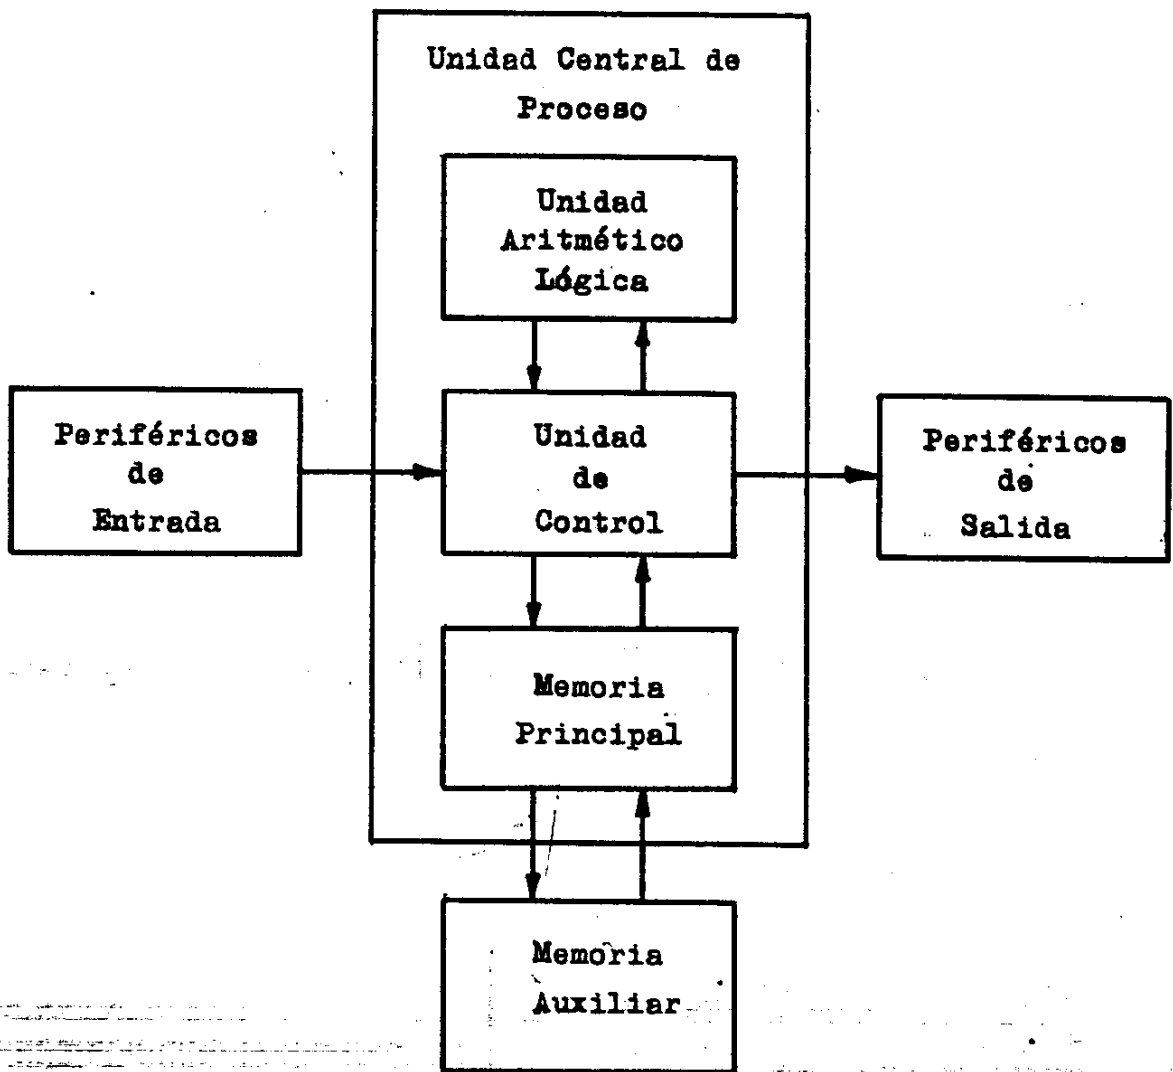 Unidad Central de
Proceso
Unidad
Aritmético
Lógica
Periféricos
de
Entrada
Unidad
de
Control
Periféricos
de
Salida
Memoria
Principal
Memoria
Auxiliar